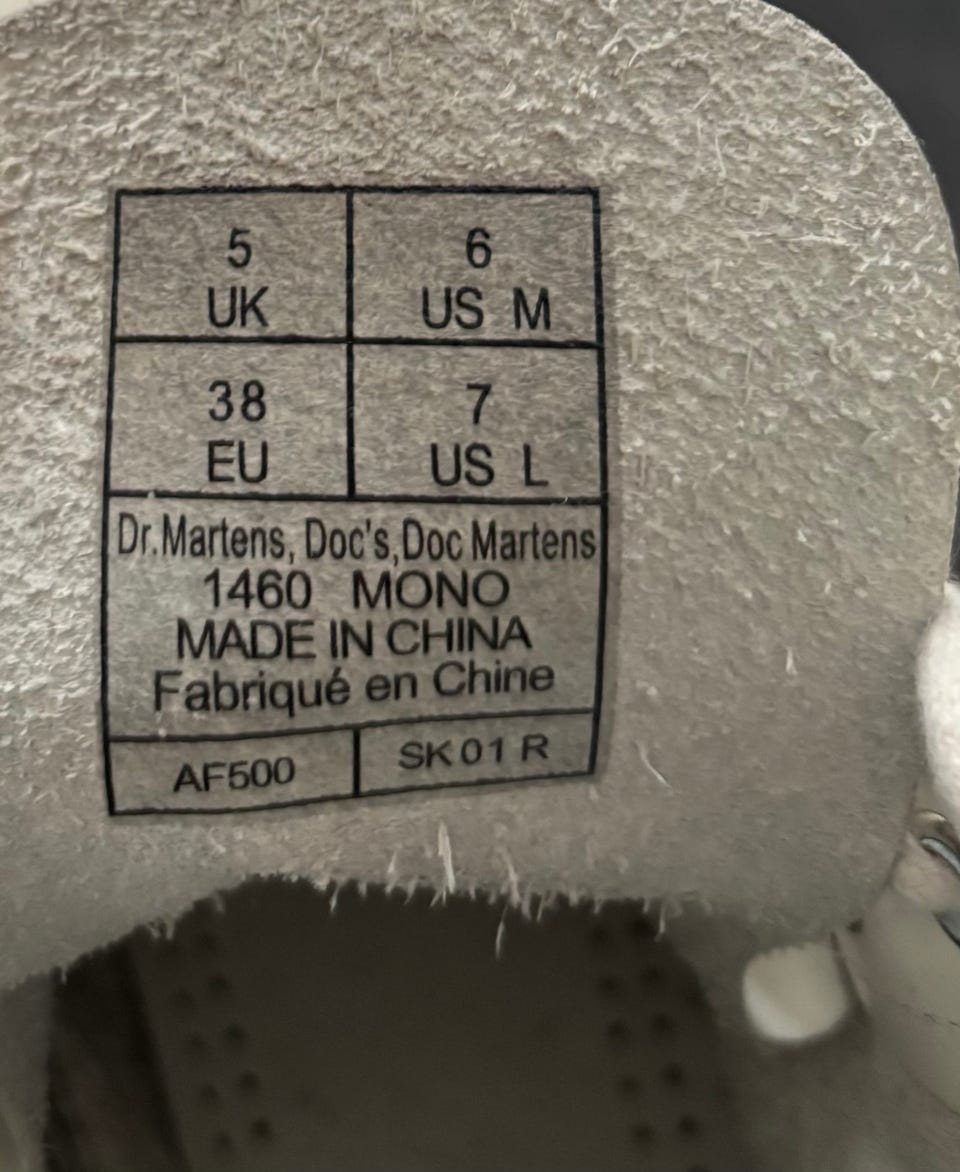 5
UK
6
US M
38
EU
7
US L
Dr.Martens, Doc's,Doc Martens
1460 MONO
MADE IN CHINA
Fabriqué en Chine
AF500
SK01 R